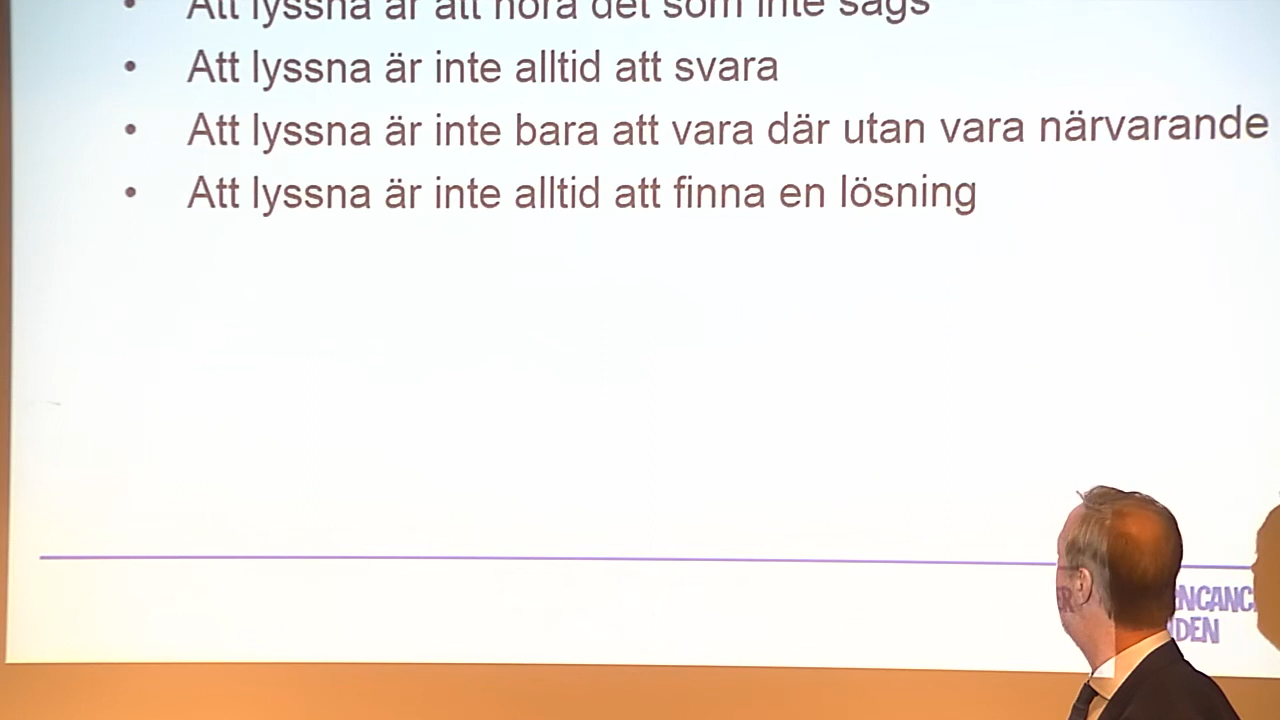 • Att lyssna är att höra det som inte sägs
• Att lyssna är inte alltid att svara
• Att lyssna är inte bara att vara där utan vara närvarande
• Att lyssna är inte alltid att finna en lösning